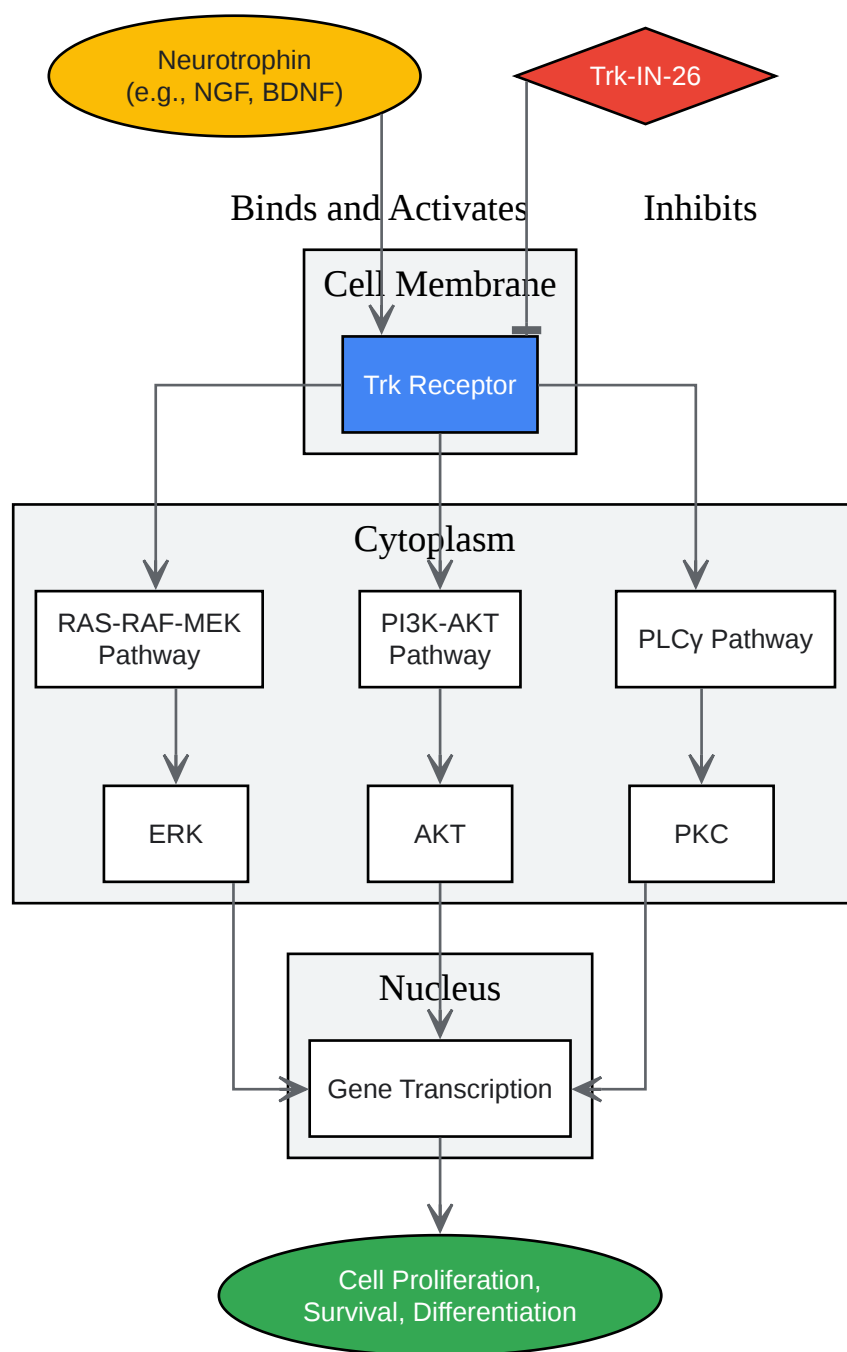 Neurotrophin
(e.g., NGF, BDNF)
Trk-IN-26
Binds and Activates
Inhibits
Cell Membrane
Trk Receptor
Cytoplasm
RAS-RAF-MEK
Pathway
PI3K-AKT
Pathway
PLCγ Pathway
ERK
AKT
PKC
Nucleus
Gene Transcription
Cell Proliferation,
Survival, Differentiation